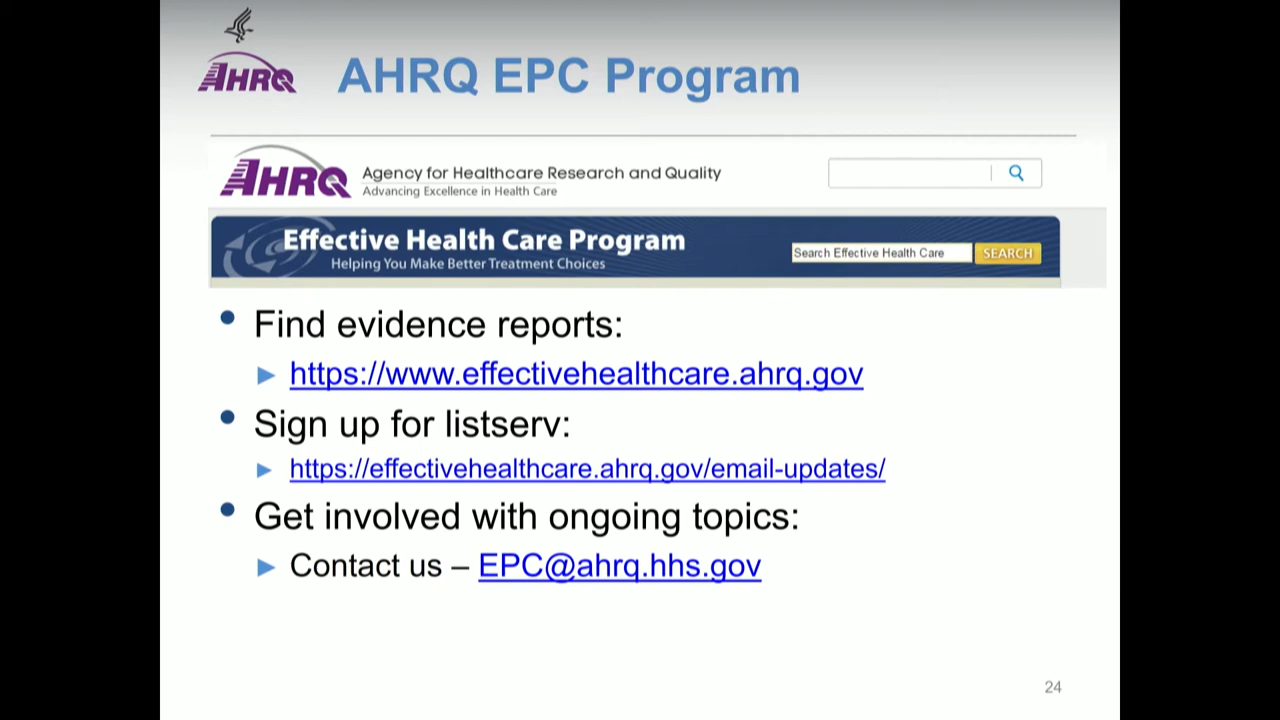 AHRQ
AHRQ EPC Program
AHRQ
Agency for Healthcare Research and Quality
Advancing Excellence in Health Care
Effective Health Care Program
Helping You Make Better Treatment Choices
Search Effective Health Care
SEARCH
• Find evidence reports:
► https://www.effectivehealthcare.ahrq.gov
• Sign up for listserv:
► https://effectivehealthcare.ahrq.gov/email-updates/
• Get involved with ongoing topics:
► Contact us – EPC@ahrq.hhs.gov
24